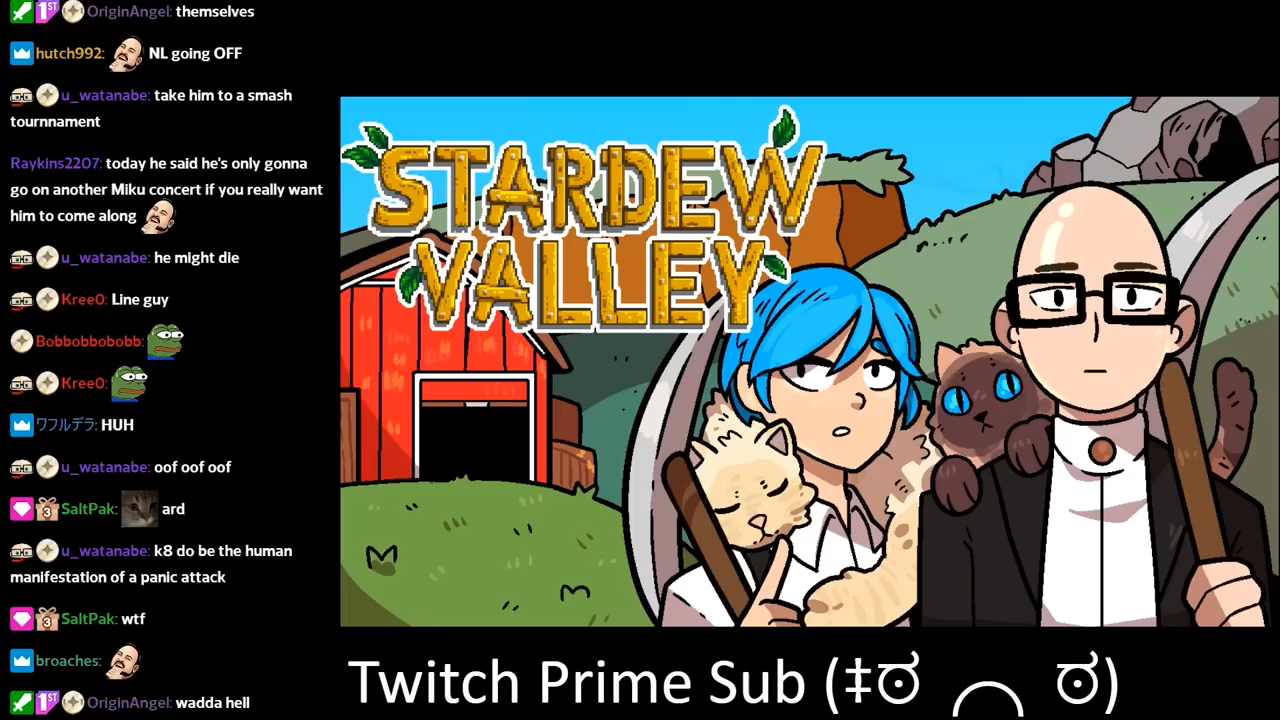 OriginAngel: themselves
hutch992: NL going OFF
u_watanabe: take him to a smash
tournnament
Raykins2207: today he said he's only gonna
go on another Miku concert if you really want
him to come along
u_watanabe: he might die
Kree0: Line guy
Bobbobbobobb:
Kree0:
ワフルデラ: HUH
u_watanabe: oof oof oof
SaltPak: ard
u_watanabe: k8 do be the human
manifestation of a panic attack
SaltPak: wtf
broaches:
OriginAngel: wadda hell
STARDEW
VALLEY
Twitch Prime Sub (‡ಠ ╭╮ ಠ)